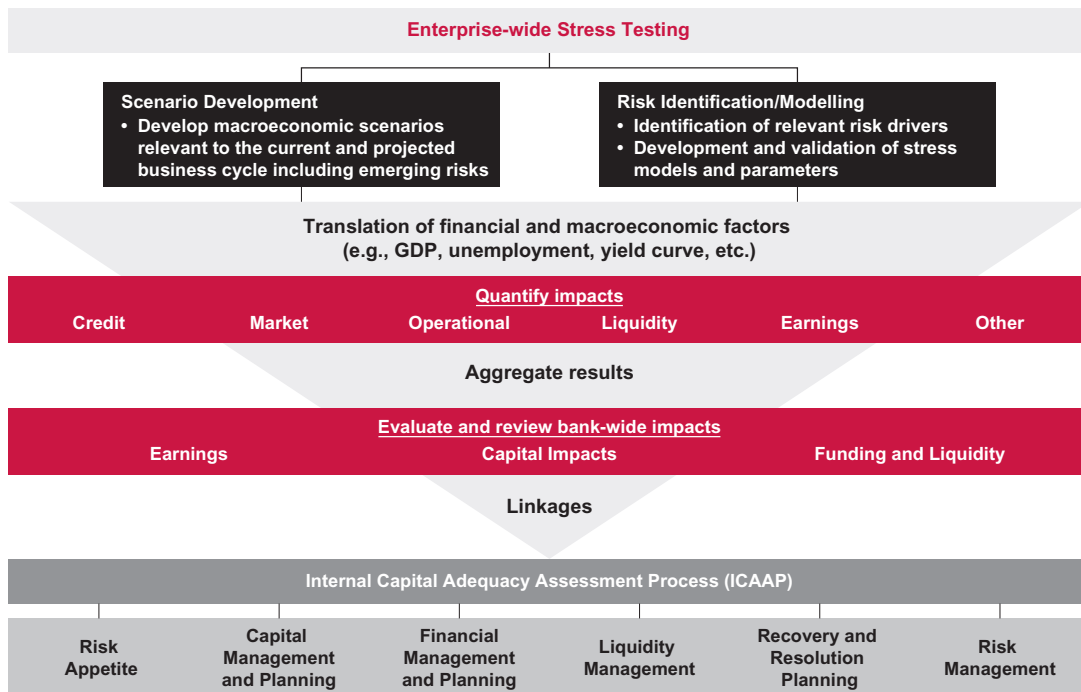 Enterprise-wide Stress Testing
Scenario Development
• Develop macroeconomic scenarios
relevant to the current and projected
business cycle including emerging risks
Risk Identification/Modelling
• Identification of relevant risk drivers
• Development and validation of stress
models and parameters
Translation of financial and macroeconomic factors
(e.g., GDP, unemployment, yield curve, etc.)
Quantify impacts
Credit Market Operational Liquidity Earnings Other
Aggregate results
Evaluate and review bank-wide impacts
Earnings Capital Impacts Funding and Liquidity
Linkages
Internal Capital Adequacy Assessment Process (ICAAP)
Risk
Appetite
Capital
Management
and Planning
Financial
Management
and Planning
Liquidity
Management
Recovery and
Resolution
Planning
Risk
Management